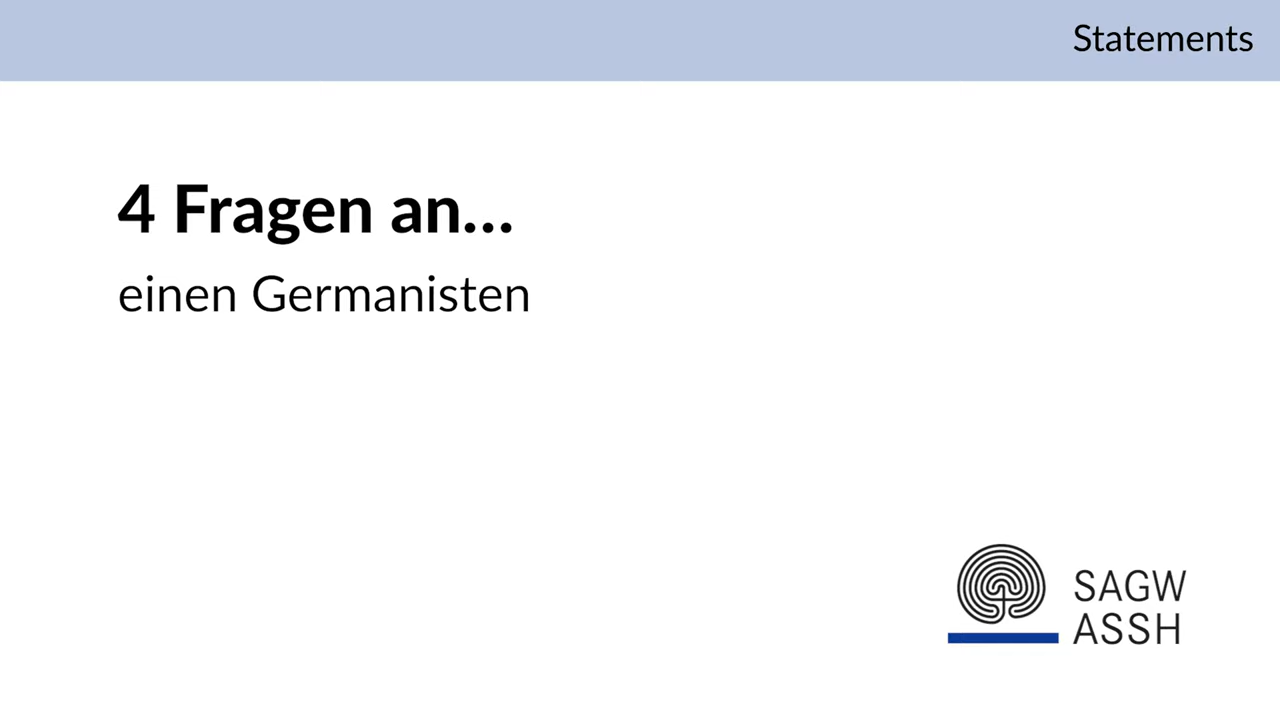 Statements
4 Fragen an...
einen Germanisten
SAGW
ASSH